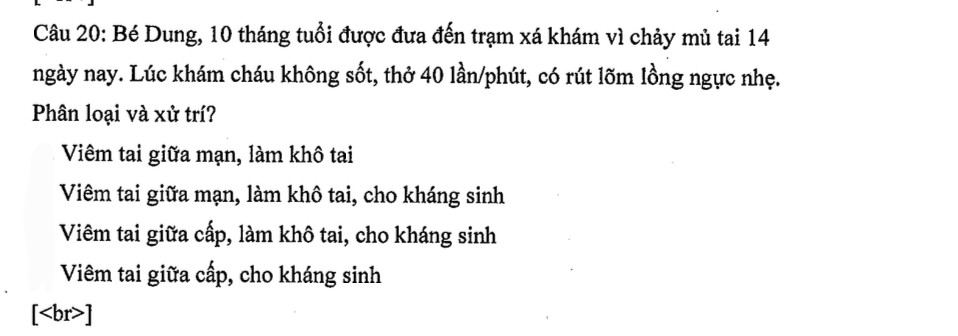 Câu 20: Bé Dung, 10 tháng tuổi được đưa đến trạm xá khám vì chảy mủ tai 14
ngày nay. Lúc khám cháu không sốt, thở 40 lần/phút, có rút lõm lồng ngực nhẹ.
Phân loại và xử trí?
Viêm tai giữa mạn, làm khô tai
Viêm tai giữa mạn, làm khô tai, cho kháng sinh
Viêm tai giữa cấp, làm khô tai, cho kháng sinh
Viêm tai giữa cấp, cho kháng sinh
[<br>]